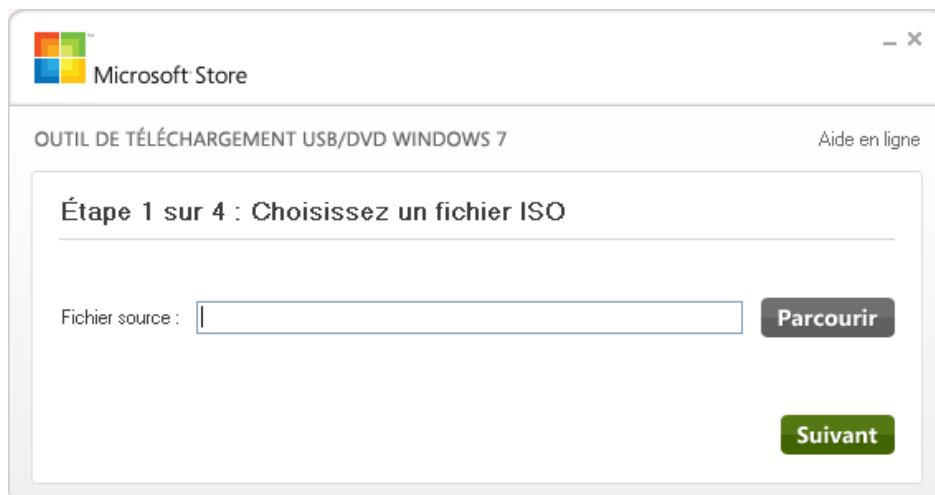 Microsoft Store
OUTIL DE TÉLÉCHARGEMENT USB/DVD WINDOWS 7
Aide en ligne
Étape 1 sur 4 : Choisissez un fichier ISO
Fichier source :
Parcourir
Suivant